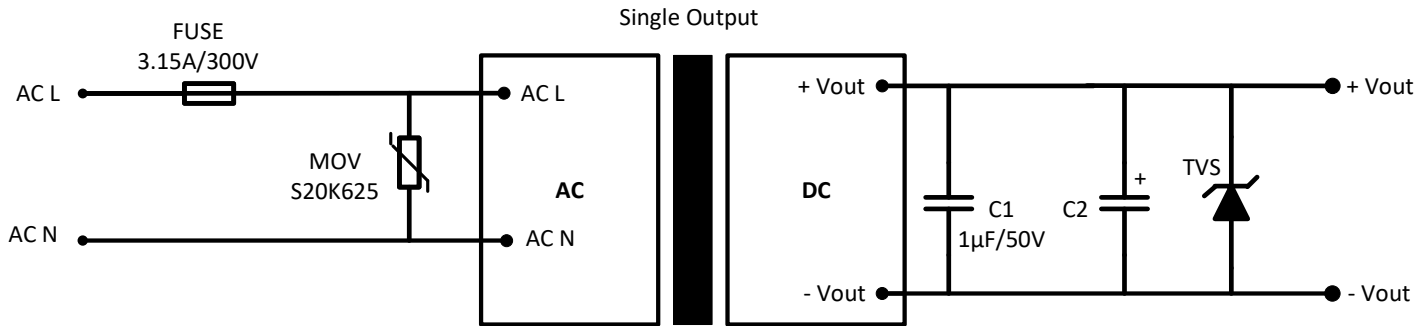 Single Output
FUSE
3.15A/300V
AC L
AC L
+ Vout
+ Vout
MOV
S20K625
AC
DC
C1
1µF/50V
C2
+
TVS
AC N
AC N
- Vout
- Vout